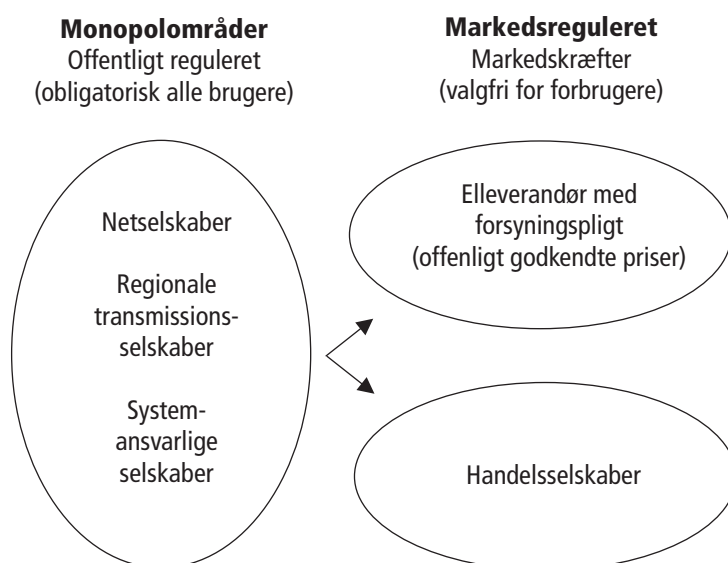 Monopolområder
Offentligt reguleret
(obligatorisk alle brugere)
Markedsreguleret
Markedskræfter
(valgfri for forbrugere)
Netselskaber
Regionale
transmissions-
selskaber
System-
ansvarlige
selskaber
Elleverandør med
forsyningspligt
(offenligt godkendte priser)
Handelsselskaber